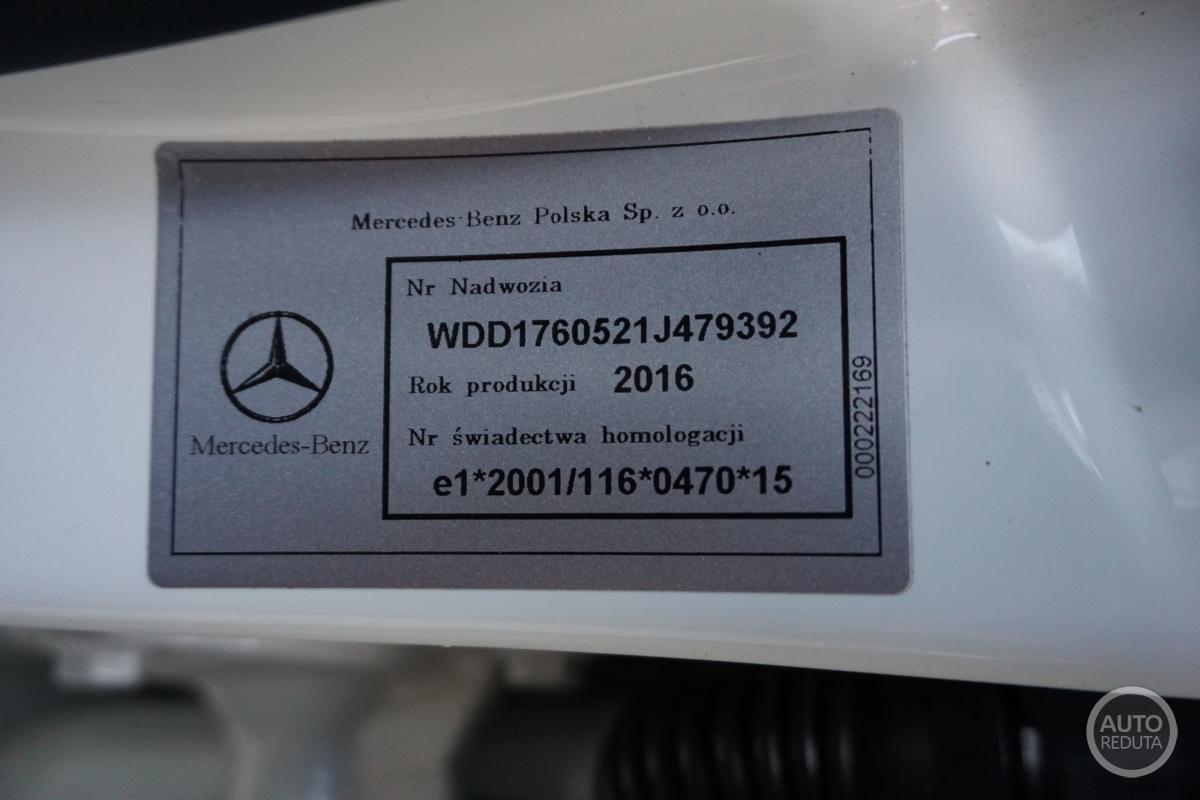 Mercedes-Benz Polska Sp. z o.o.
Nr Nadwozia
WDD1760521J479392
Rok produkcji 2016
Nr świadectwa homologacji
e1*2001/116*0470*15
Mercedes-Benz
000222169
AUTO
REDUTA